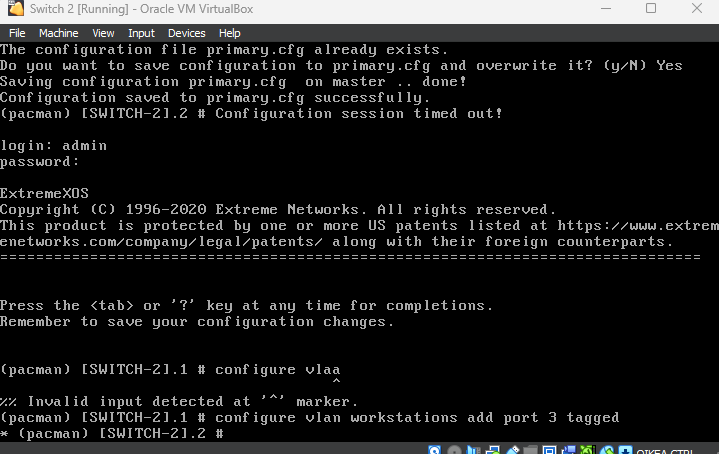 Switch 2 [Running] - Oracle VM VirtualBox
File Machine View Input Devices Help
The configuration file primary.cfg already exists.
Do you want to save configuration to primary.cfg and overwrite it? (y/N) Yes
Saving configuration primary.cfg  on master .. done!
Configuration saved to primary.cfg successfully.
(pacman) [SWITCH-2].2 # Configuration session timed out!
login: admin
password:
ExtremeXOS
Copyright (C) 1996-2020 Extreme Networks. All rights reserved.
This product is protected by one or more US patents listed at https://www.extrem
enetworks.com/company/legal/patents/ along with their foreign counterparts.
==============================================================================
Press the <tab> or '?' key at any time for completions.
Remember to save your configuration changes.
(pacman) [SWITCH-2].1 # configure vlaa
^
%% Invalid input detected at '^' marker.
(pacman) [SWITCH-2].1 # configure vlan workstations add port 3 tagged
* (pacman) [SWITCH-2].2 #